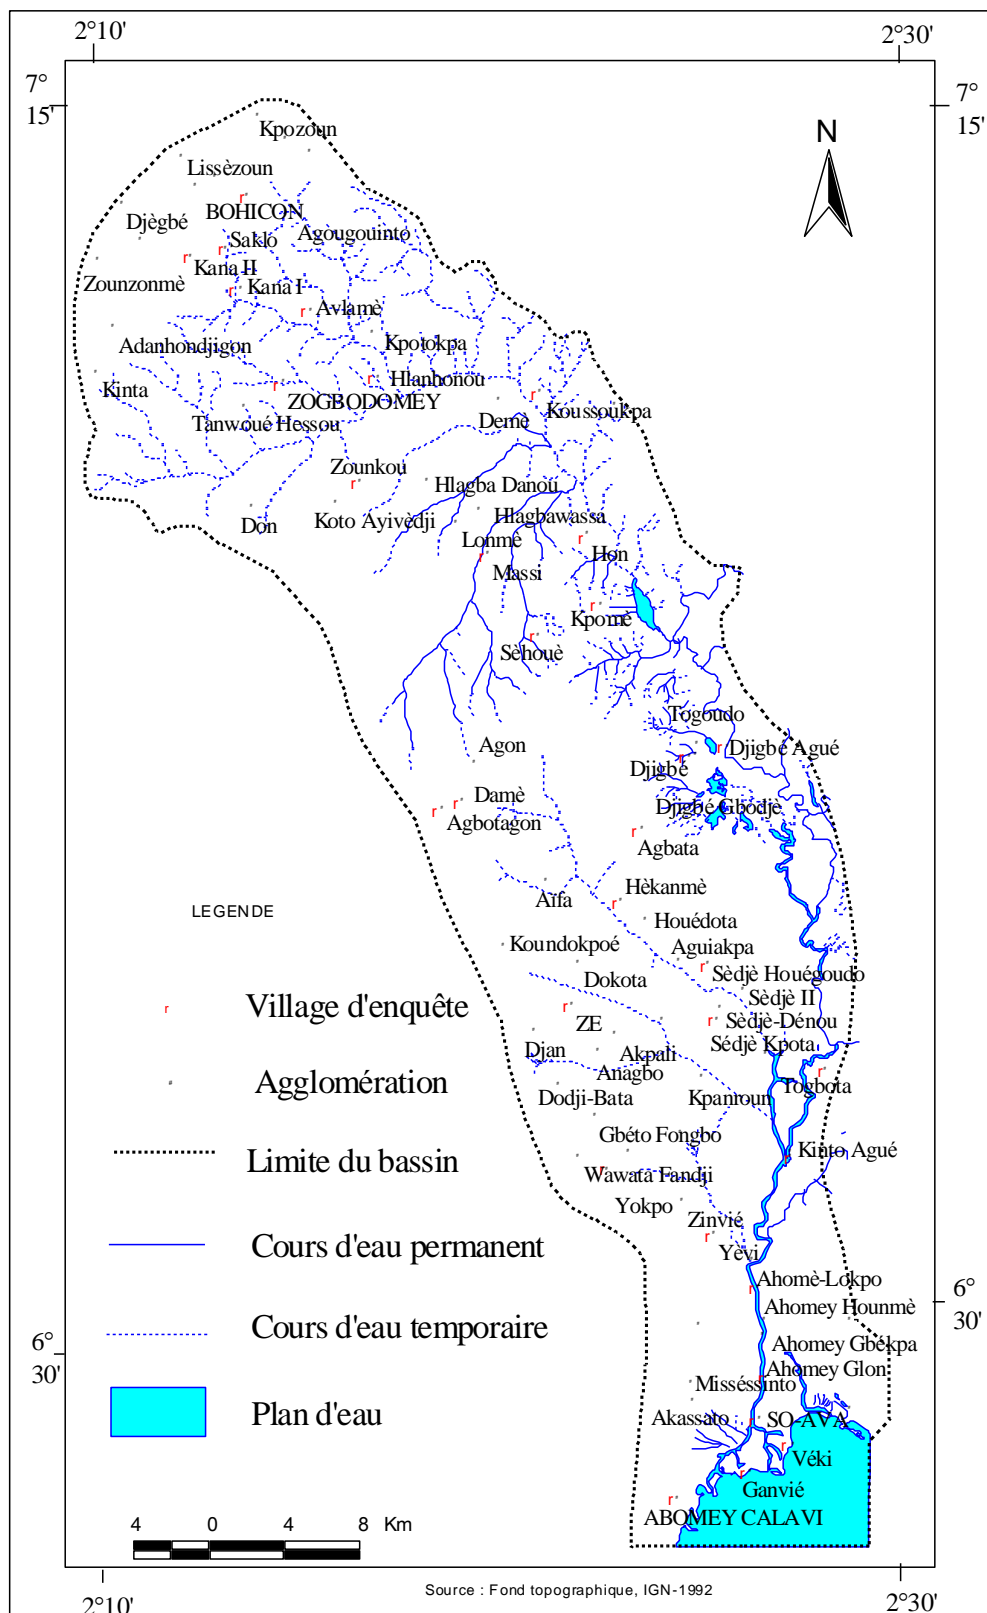 2°10'
2°30'
7°
15'
7°
15'
N
Kpozoun
Lissèzoun
BOHICON
Djègbé
Saklo
Agougouinto
Kana II
Zounzonmè
Kana I
Avlamè
Adanhondjigon
Kpotokpa
Kinta
Hlanhonou
ZOGBODOMEY
Tanwoué Hessou
Demè
Koussoukpa
Zounkou
Hlagba Danou
Don
Koto Ayivèdji
Hlagbawassa
Lonmè
Hon
Massi
Kpomè
Sèhouè
Togoudo
Agon
Djigbé Agué
Djigbé
Damè
Djigbé Gbodjè
Agbotagon
Agbata
Hèkanmè
Aïfa
Houédota
Koundokpoé
Aguiakpa
Dokota
Sèdjè Houégoudo
Sèdjè II
ZE
Sèdjè-Dénou
Djan
Akpali
Sédjè Kpota
Anagbo
Togbota
Dodji-Bata
Kpanroun
Gbéto Fongbo
Kinto Agué
Wawata Fandji
Yokpo
Zinvié
Yèvi
Ahomè-Lokpo
Ahomey Hounmè
Ahomey Gbékpa
Ahomey Glon
Misséssinto
Akassato
SO-AVA
Véki
Ganvié
ABOMEY CALAVI
LEGENDE
r Village d'enquête
Agglomération
Limite du bassin
Cours d'eau permanent
Cours d'eau temporaire
Plan d'eau
6°
30'
6°
30'
4 0 4 8 Km
Source : Fond topographique, IGN-1992
2°10'
2°30'